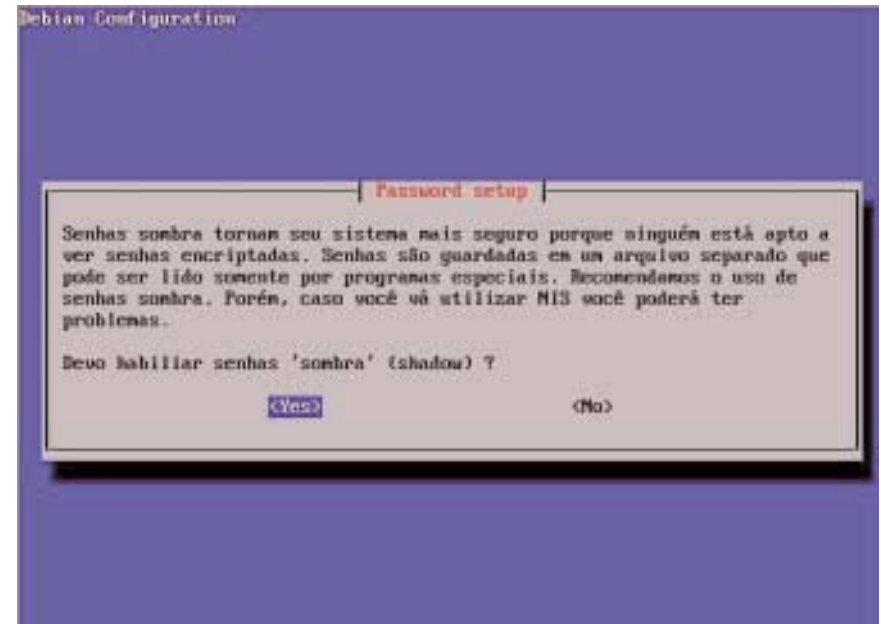 Debian Configuration
Password setup
Senhas sombra tornam seu sistema mais seguro porque ninguém está apto a
ver senhas encriptadas. Senhas são guardadas em um arquivo separado que
pode ser lido somente por programas especiais. Recomendamos o uso de
senhas sombra. Porém, caso você vá utilizar NIS você poderá ter
problemas.
Devo habiliar senhas 'sombra' (shadow) ?
<Yes> <No>